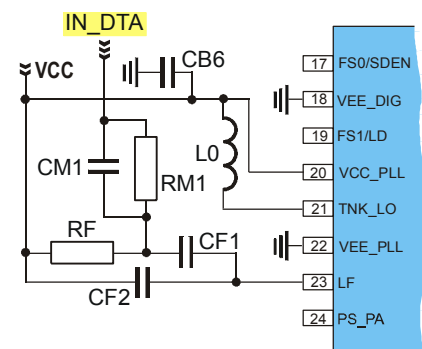 IN_DTA
VCC
CB6
17 FS0/SDEN
18 VEE_DIG
19 FS1/LD
CM1
RM1
L0
20 VCC_PLL
21 TNK_LO
RF
CF1
22 VEE_PLL
CF2
23 LF
24 PS_PA